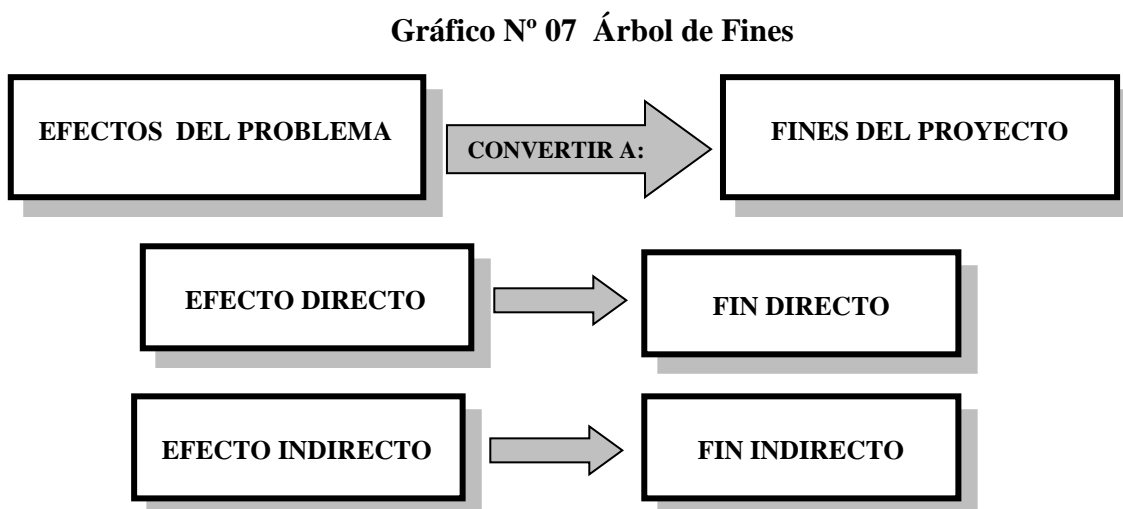 Gráfico Nº 07 Árbol de Fines
EFECTOS DEL PROBLEMA
CONVERTIR A:
FINES DEL PROYECTO
EFECTO DIRECTO
FIN DIRECTO
EFECTO INDIRECTO
FIN INDIRECTO